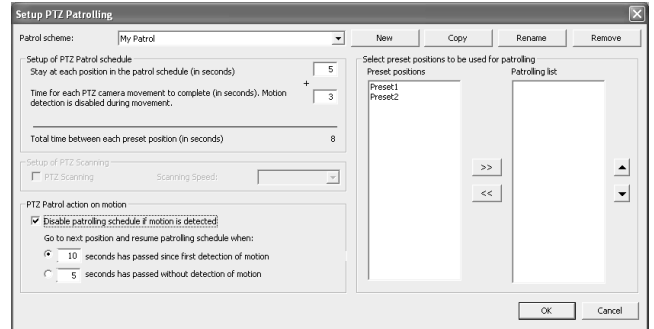 Setup PTZ Patrolling
Patrol scheme: My Patrol New Copy Rename Remove
Setup of PTZ Patrol schedule
Stay at each position in the patrol schedule (in seconds) 5
+
Time for each PTZ camera movement to complete (in seconds). Motion
detection is disabled during movement. 3
Total time between each preset position (in seconds) 8
Setup of PTZ Scanning
PTZ Scanning Scanning Speed:
PTZ Patrol action on motion
Disable patrolling schedule if motion is detected
Go to next position and resume patrolling schedule when:
10 seconds has passed since first detection of motion
5 seconds has passed without detection of motion
Select preset positions to be used for patrolling
Preset positions Patrolling list
Preset1
Preset2
>>
<<
OK Cancel